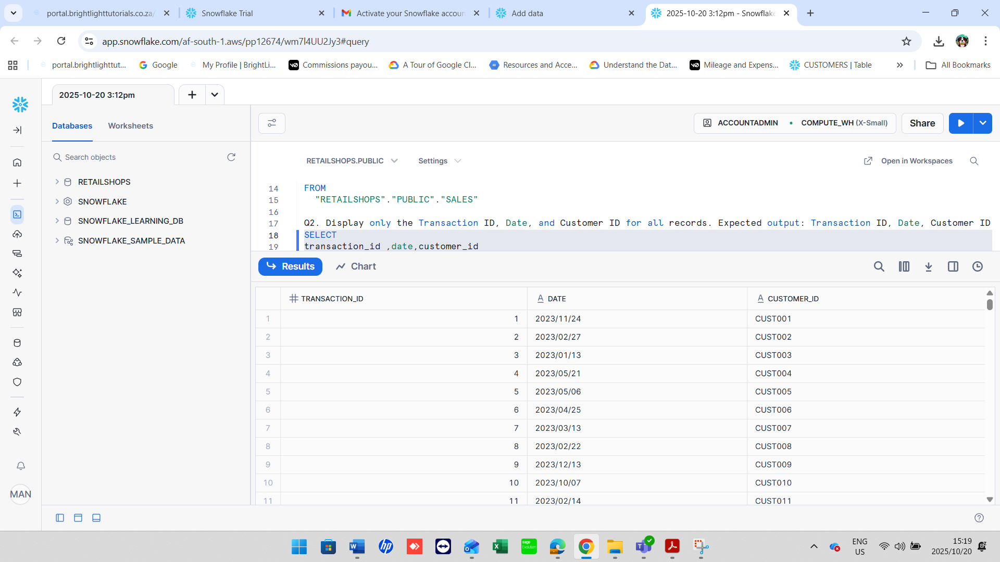 portal.brightlighttutorials.co.za/
Snowflake Trial
Activate your Snowflake accoun
Add data
2025-10-20 3:12pm - Snowflake
app.snowflake.com/af-south-1.aws/pp12674/wm7l4UU2Jy3#query
portal.brightlighttut...
Google
My Profile | BrightLi...
Commissions payou...
A Tour of Google Cl...
Resources and Acce...
Understand the Dat...
Mileage and Expens...
CUSTOMERS | Table
All Bookmarks
2025-10-20 3:12pm
Databases
Worksheets
ACCOUNTADMIN
COMPUTE_WH (X-Small)
Share
Search objects
RETAILSHOPS
SNOWFLAKE
SNOWFLAKE_LEARNING_DB
SNOWFLAKE_SAMPLE_DATA
RETAILSHOPS.PUBLIC
Settings
Open in Workspaces
14 FROM
15 "RETAILSHOPS"."PUBLIC"."SALES"
16
17 Q2. Display only the Transaction ID, Date, and Customer ID for all records. Expected output: Transaction ID, Date, Customer ID
18 SELECT
19 transaction_id ,date,customer_id
Results
Chart
TRANSACTION_ID A DATE A CUSTOMER_ID
1 1 2023/11/24 CUST001
2 2 2023/02/27 CUST002
3 3 2023/01/13 CUST003
4 4 2023/05/21 CUST004
5 5 2023/05/06 CUST005
6 6 2023/04/25 CUST006
7 7 2023/03/13 CUST007
8 8 2023/02/22 CUST008
9 9 2023/12/13 CUST009
10 10 2023/10/07 CUST010
11 11 2023/02/14 CUST011
MAN
sage
Evolution
ENG
US
15:19
2025/10/20